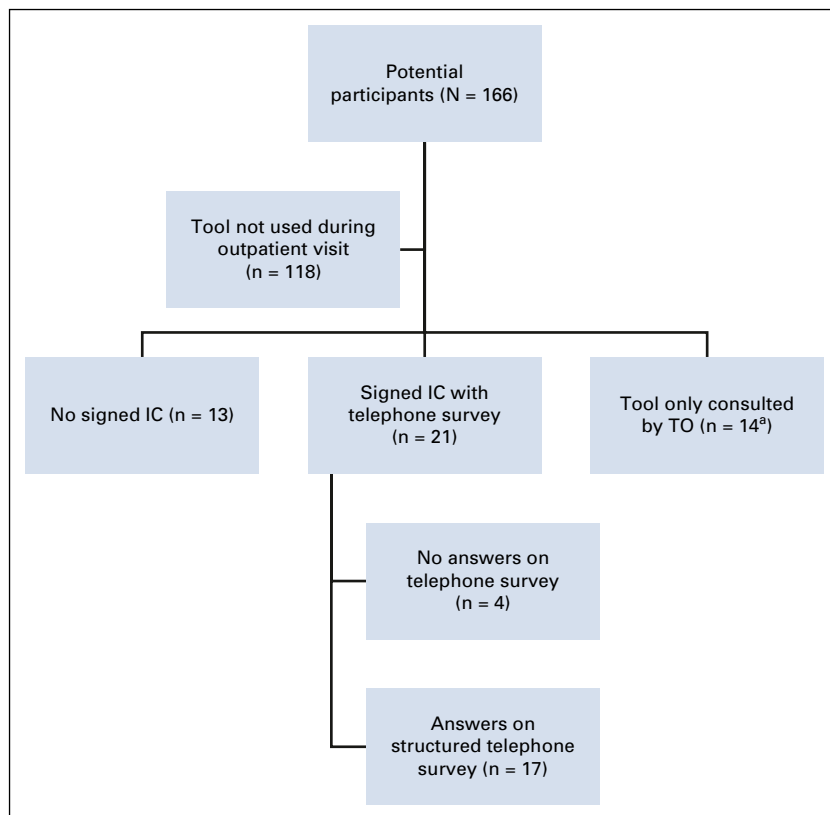 Potential
participants (N = 166)
Tool not used during
outpatient visit
(n = 118)
No signed IC (n = 13)
Signed IC with
telephone survey
(n = 21)
Tool only consulted
by TO (n = 14ª)
No answers on
telephone survey
(n = 4)
Answers on
structured telephone
survey (n = 17)